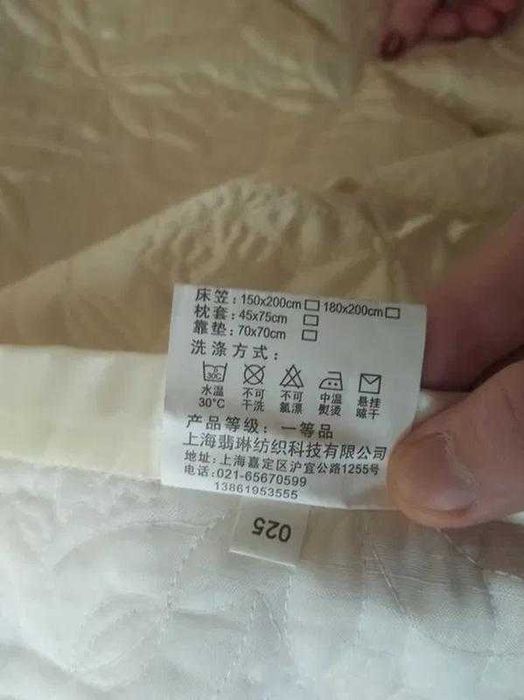 床笠：150x200cm□ 180x200cm□
枕套：45x75cm □
靠垫：70x70cm □
洗涤方式：
30℃
水温 不可 不可 中温 悬挂
30℃ 干洗 氯漂 熨烫 晾干
产品等级：一等品
上海翡琳纺织科技有限公司
地址：上海嘉定区沪宜公路1255号
电话：021-65670599
13861953555
025